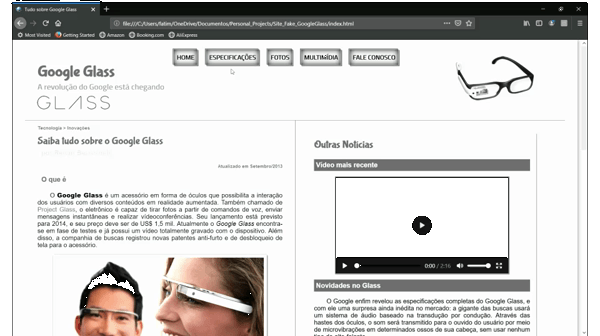 Tudo sobre Google Glass
file:///C:/Users/fatim/OneDrive/Documentos/Personal_Projects/Site_Fake_GoogleGlass/index.html
Most Visited Getting Started Amazon Booking.com AliExpress
HOME ESPECIFICAÇÕES FOTOS MULTIMÍDIA FALE CONOSCO
Google Glass
A revolução do Google está chegando
GLASS
Tecnologia > Inovações
Saiba tudo sobre o Google Glass
Atualizado em Setembro/2013
O que é
O Google Glass é um acessório em forma de óculos que possibilita a interação
dos usuários com diversos conteúdos em realidade aumentada. Também chamado de
Project Glass, o eletrônico é capaz de tirar fotos a partir de comandos de voz, enviar
mensagens instantâneas e realizar vídeoconferências. Seu lançamento está previsto
para 2014, e seu preço deve ser de US$ 1,5 mil. Atualmente o Google Glass encontra-
se em fase de testes e já possui um vídeo totalmente gravado com o dispositivo. Além
disso, a companhia de buscas registrou novas patentes anti-furto e de desbloqueio de
tela para o acessório.
Outras Notícias
Vídeo mais recente
0:00 / 2:16
Novidades no Glass
O Google enfim revelou as especificações completas do Google Glass, e
com ele uma surpresa ainda inédita no mercado: a gigante das buscas usará
um sistema de áudio baseado na transdução por condução. Através das
hastes dos óculos, o som será transmitido para o ouvido do usuário por meio
de microvibrações em determinados ossos de sua cabeça, sem usar nenhum